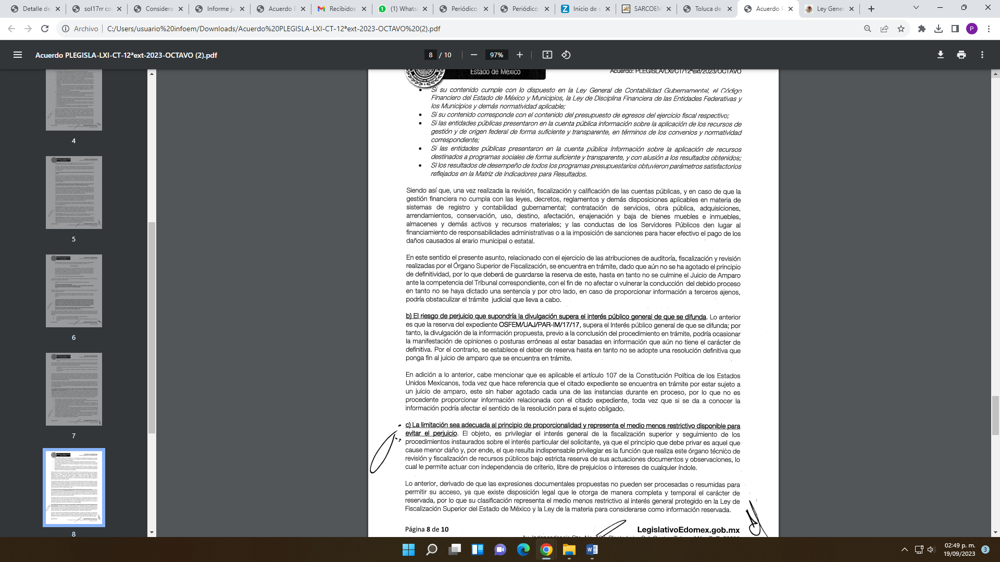 Detalle de
sol17rr co
Considera
Informe ju
Acuerdo P
Recibidos
(1) Whats
Periódico
Periódico
Inicio de s
SARCOEM
Toluca de
Acuerdo P
Ley Gener
Archivo
C:/Users/usuario%20infoem/Downloads/Acuerdo%20PLEGISLA-LXI-CT-12ªext-2023-OCTAVO%20(2).pdf
P
Acuerdo PLEGISLA-LXI-CT-12ªext-2023-OCTAVO (2).pdf
8 / 10
97%
4
5
6
7
8
Estado de México
Acuerdo: PLEGISLA/LXI/CT/12ªext/2023/OCTAVO
• Si su contenido cumple con lo dispuesto en la Ley General de Contabilidad Gubernamental, el Código
Financiero del Estado de México y Municipios, la Ley de Disciplina Financiera de las Entidades Federativas y
los Municipios y demás normatividad aplicable;
• Si su contenido corresponde con el contenido del presupuesto de egresos del ejercicio fiscal respectivo;
• Si las entidades públicas presentaron en la cuenta pública información sobre la aplicación de los recursos de
gestión y de origen federal de forma suficiente y transparente, en términos de los convenios y normatividad
correspondiente;
• Si las entidades públicas presentaron en la cuenta pública Información sobre la aplicación de recursos
destinados a programas sociales de forma suficiente y transparente, y con alusión a los resultados obtenidos;
• SI los resultados de desempeño de todos los programas presupuestarios obtuvieron parámetros satisfactorios
reflejados en la Matriz de Indicadores para Resultados.
Siendo así que, una vez realizada la revisión, fiscalización y calificación de las cuentas públicas, y en caso de que la
gestión financiera no cumpla con las leyes, decretos, reglamentos y demás disposiciones aplicables en materia de
sistemas de registro y contabilidad gubernamental; contratación de servicios, obra pública, adquisiciones,
arrendamientos, conservación, uso, destino, afectación, enajenación y baja de bienes muebles e inmuebles,
almacenes y demás activos y recursos materiales; y las conductas de los Servidores Públicos den lugar al
financiamiento de responsabilidades administrativas o a la imposición de sanciones para hacer efectivo el pago de los
daños causados al erario municipal o estatal.
En este sentido el presente asunto, relacionado con el ejercicio de las atribuciones de auditoría, fiscalización y revisión
realizadas por el Órgano Superior de Fiscalización, se encuentra en trámite, dado que aún no se ha agotado el principio
de definitividad, por lo que deberá de guardarse la reserva de este, hasta en tanto no se culmine el Juicio de Amparo
ante la competencia del Tribunal correspondiente, con el fin de no afectar o vulnerar la conducción del debido proceso
en tanto no se haya dictado una sentencia y por otro lado, en caso de proporcionar información a terceros ajenos,
podría obstaculizar el trámite judicial que lleva a cabo.
b) El riesgo de perjuicio que supondría la divulgación supera el interés público general de que se difunda. Lo anterior
es que la reserva del expediente OSFEM/UAJ/PAR-IM/17/17, supera el Interés público general de que se difunda; por
tanto, la divulgación de la información propuesta, previo a la conclusión del procedimiento en trámite, podría ocasionar
la manifestación de opiniones o posturas erróneas al estar basadas en información que aún no tiene el carácter de
definitiva. Por el contrario, se establece el deber de reserva hasta en tanto no se adopte una resolución definitiva que
ponga fin al juicio de amparo que se encuentra en trámite.
En adición a lo anterior, cabe mencionar que es aplicable el artículo 107 de la Constitución Política de los Estados
Unidos Mexicanos, toda vez que hace referencia que el citado expediente se encuentra en trámite por estar sujeto a
un juicio de amparo, este sin haber agotado cada una de las instancias durante en proceso, por lo que no es
procedente proporcionar información relacionada con el citado expediente, toda vez que si se da a conocer la
información podría afectar el sentido de la resolución para el sujeto obligado.
c) La limitación sea adecuada al principio de proporcionalidad y representa el medio menos restrictivo disponible para
evitar el perjuicio. El objeto, es privilegiar el interés general de la fiscalización superior y seguimiento de los
procedimientos instaurados sobre el interés particular del solicitante, ya que el principio que debe privar es aquel que
cause menor daño y, por ende, el que resulta indispensable privilegiar es la función que realiza este órgano técnico de
revisión y fiscalización de recursos públicos bajo estricta reserva de sus actuaciones documentos y observaciones, lo
cual le permite actuar con independencia de criterio, libre de prejuicios o intereses de cualquier índole.
Lo anterior, derivado de que las expresiones documentales propuestas no pueden ser procesadas o resumidas para
permitir su acceso, ya que existe disposición legal que le otorga de manera completa y temporal el carácter de
reservada, por lo que su clasificación representa el medio menos restrictivo al interés general protegido en la Ley de
Fiscalización Superior del Estado de México y la Ley de la materia para considerarse como información reservada.
Página 8 de 10
LegislativoEdomex.gob.mx
02:49 p. m.
19/09/2023
3